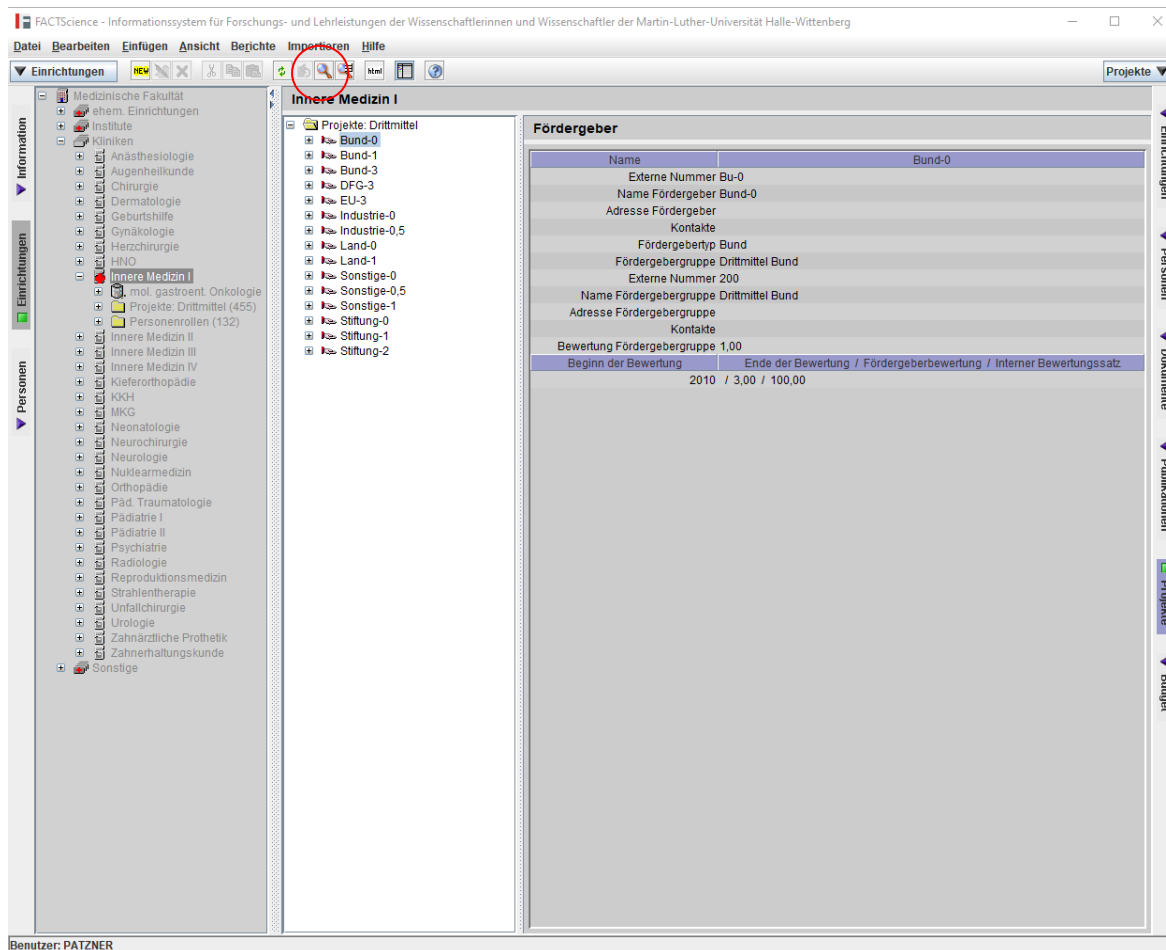 FACTScience - Informationssystem für Forschungs- und Lehrleistungen der Wissenschaftlerinnen und Wissenschaftler der Martin-Luther-Universität Halle-Wittenberg
Datei Bearbeiten Einfügen Ansicht Berichte Importieren Hilfe
Einrichtungen NEW html Projekte
Information
Einrichtungen
Personen
Medizinische Fakultät
ehem. Einrichtungen
Institute
Kliniken
Anästhesiologie
Augenheilkunde
Chirurgie
Dermatologie
Geburtshilfe
Gynäkologie
Herzchirurgie
HNO
Innere Medizin I
mol. gastroent. Onkologie
Projekte: Drittmittel (455)
Personenrollen (132)
Innere Medizin II
Innere Medizin III
Innere Medizin IV
Kieferorthopädie
KKH
MKG
Neonatologie
Neurochirurgie
Neurologie
Nuklearmedizin
Orthopädie
Päd. Traumatologie
Pädiatrie I
Pädiatrie II
Psychiatrie
Radiologie
Reproduktionsmedizin
Strahlentherapie
Unfallchirurgie
Urologie
Zahnärztliche Prothetik
Zahnerhaltungskunde
Sonstige
Innere Medizin I
Projekte: Drittmittel
Bund-0
Bund-1
Bund-3
DFG-3
EU-3
Industrie-0
Industrie-0,5
Land-0
Land-1
Sonstige-0
Sonstige-0,5
Sonstige-1
Stiftung-0
Stiftung-1
Stiftung-2
Fördergeber
Name Bund-0
Externe Nummer Bu-0
Name Fördergeber Bund-0
Adresse Fördergeber
Kontakte
Fördergebertyp Bund
Fördergebergruppe Drittmittel Bund
Externe Nummer 200
Name Fördergebergruppe Drittmittel Bund
Adresse Fördergebergruppe
Kontakte
Bewertung Fördergebergruppe 1,00
Beginn der Bewertung Ende der Bewertung / Fördergeberbewertung / Interner Bewertungssatz
2010 / 3,00 / 100,00
Einrichtungen
Personen
Dokumente
Publikationen
Projekte
Budget
Benutzer: PATZNER